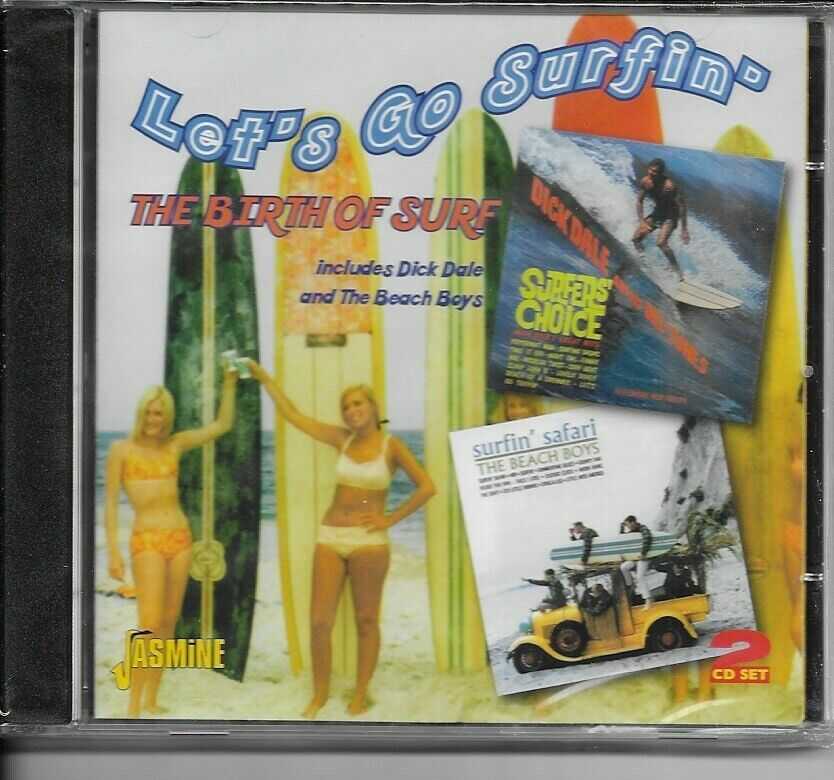 Let's Go Surfin'
THE BIRTH OF SURF
includes Dick Dale
and The Beach Boys
DICK DALE
SURFERS'
CHOICE
surfin' safari
THE BEACH BOYS
JASMiNE
2
CD SET